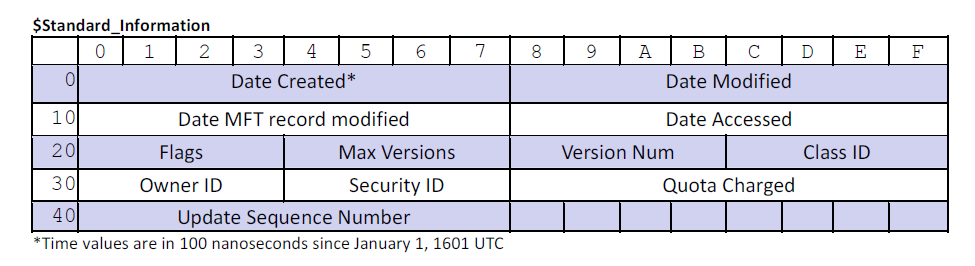 $Standard_Information
0 1 2 3 4 5 6 7 8 9 A B C D E F
0 Date Created* Date Modified
10 Date MFT record modified Date Accessed
20 Flags Max Versions Version Num Class ID
30 Owner ID Security ID Quota Charged
40 Update Sequence Number
*Time values are in 100 nanoseconds since January 1, 1601 UTC